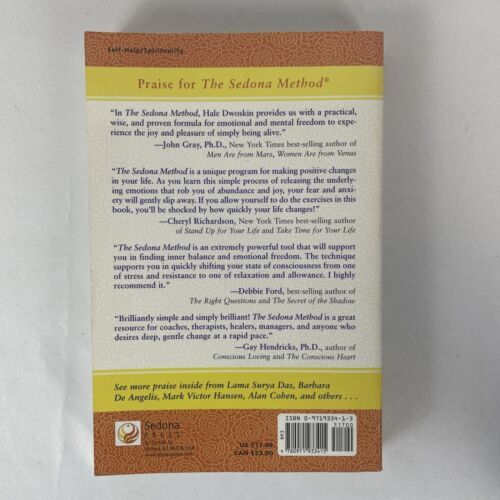 Self-Help/Spirituality
Praise for The Sedona Method®
"In The Sedona Method, Hale Dwoskin provides us with a practical,
wise, and proven formula for emotional and mental freedom to expe-
rience the joy and pleasure of simply being alive."
—John Gray, Ph.D., New York Times best-selling author of
Men Are from Mars, Women Are from Venus
"The Sedona Method is a unique program for making positive changes
in your life. As you learn this simple process of releasing the underly-
ing emotions that rob you of abundance and joy, your fear and anxi-
ety will gently slip away. If you allow yourself to do the exercises in this
book, you'll be shocked by how quickly your life changes!"
—Cheryl Richardson, New York Times best-selling author
of Stand Up for Your Life and Take Time for Your Life
"The Sedona Method is an extremely powerful tool that will support
you in finding inner balance and emotional freedom. The technique
supports you in quickly shifting your state of consciousness from one
of stress and resistance to one of relaxation and allowance. I highly
recommend it."
—Debbie Ford, best-selling author of
The Right Questions and The Secret of the Shadow
"Brilliantly simple and simply brilliant! The Sedona Method is a great
resource for coaches, therapists, healers, managers, and anyone who
desires deep, gentle change at a rapid pace."
—Gay Hendricks, Ph.D., author of
Conscious Loving and The Conscious Heart
See more praise inside from Lama Surya Das, Barbara
De Angelis, Mark Victor Hansen, Alan Cohen, and others . . .
Sedona
PRESS
US $17.00
CAN $23.00
ISBN 0-9719334-1-3
51700
EAN
9780971933415